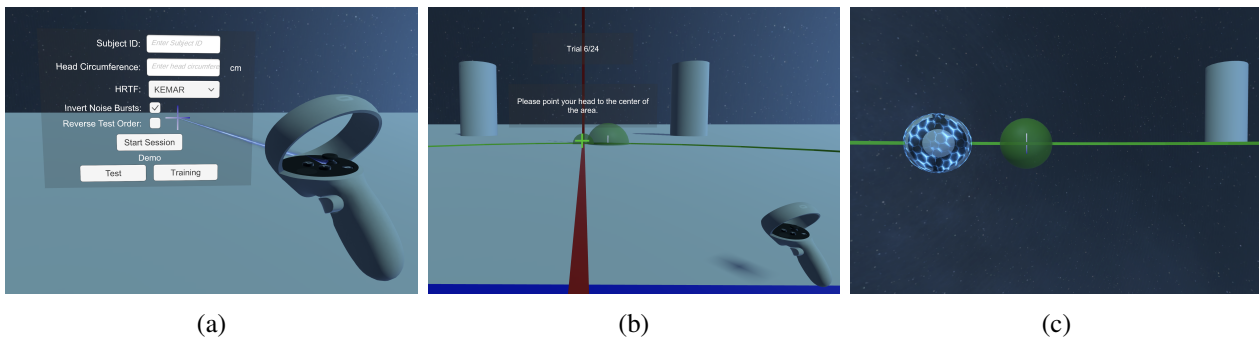 Subject ID: Enter Subject ID
Head Circumference: Enter head circumfere cm
HRTF: KEMAR
Invert Noise Bursts:
Reverse Test Order:
Start Session
Demo
Test Training
Trial 6/24
Please point your head to the center of
the area.
(a) (b) (c)